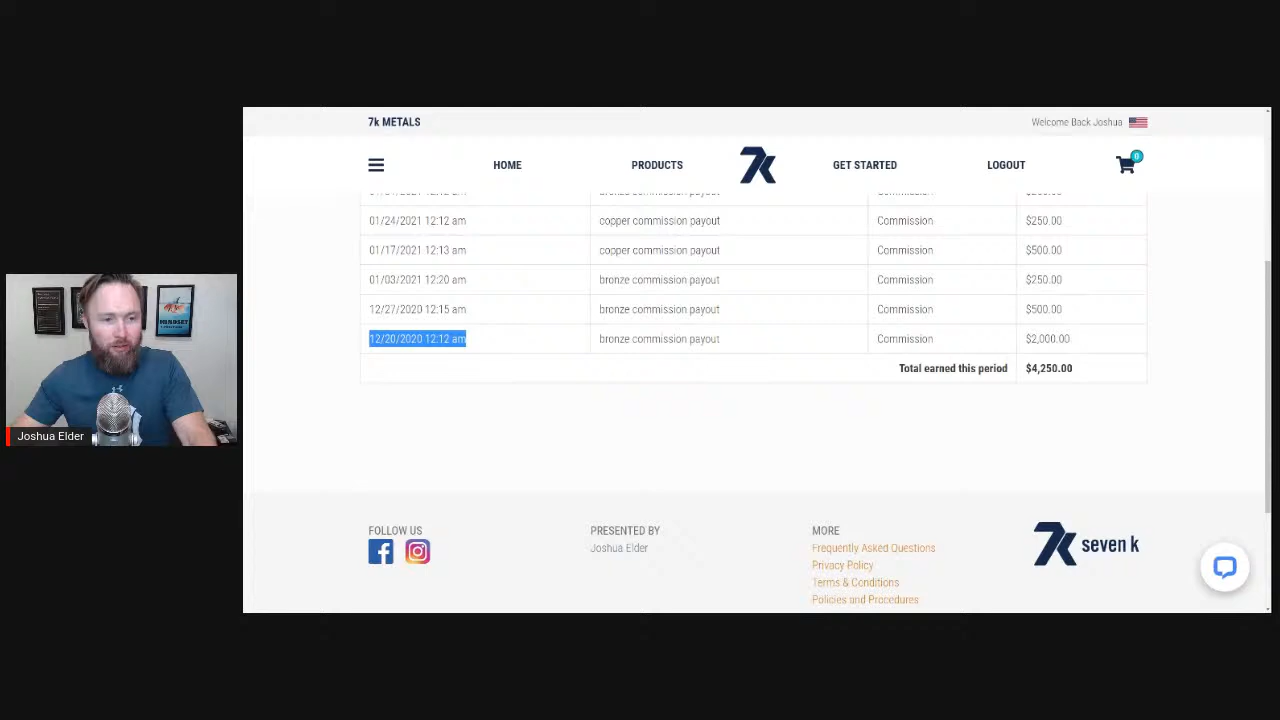 7k METALS
Welcome Back Joshua
HOME
PRODUCTS
7k
GET STARTED
LOGOUT
0
01/24/2021 12:12 am copper commission payout Commission $250.00
01/17/2021 12:13 am copper commission payout Commission $500.00
01/03/2021 12:20 am bronze commission payout Commission $250.00
12/27/2020 12:15 am bronze commission payout Commission $500.00
12/20/2020 12:12 am bronze commission payout Commission $2,000.00
Total earned this period $4,250.00
Joshua Elder
FOLLOW US
PRESENTED BY
Joshua Elder
MORE
Frequently Asked Questions
Privacy Policy
Terms & Conditions
Policies and Procedures
7k seven k